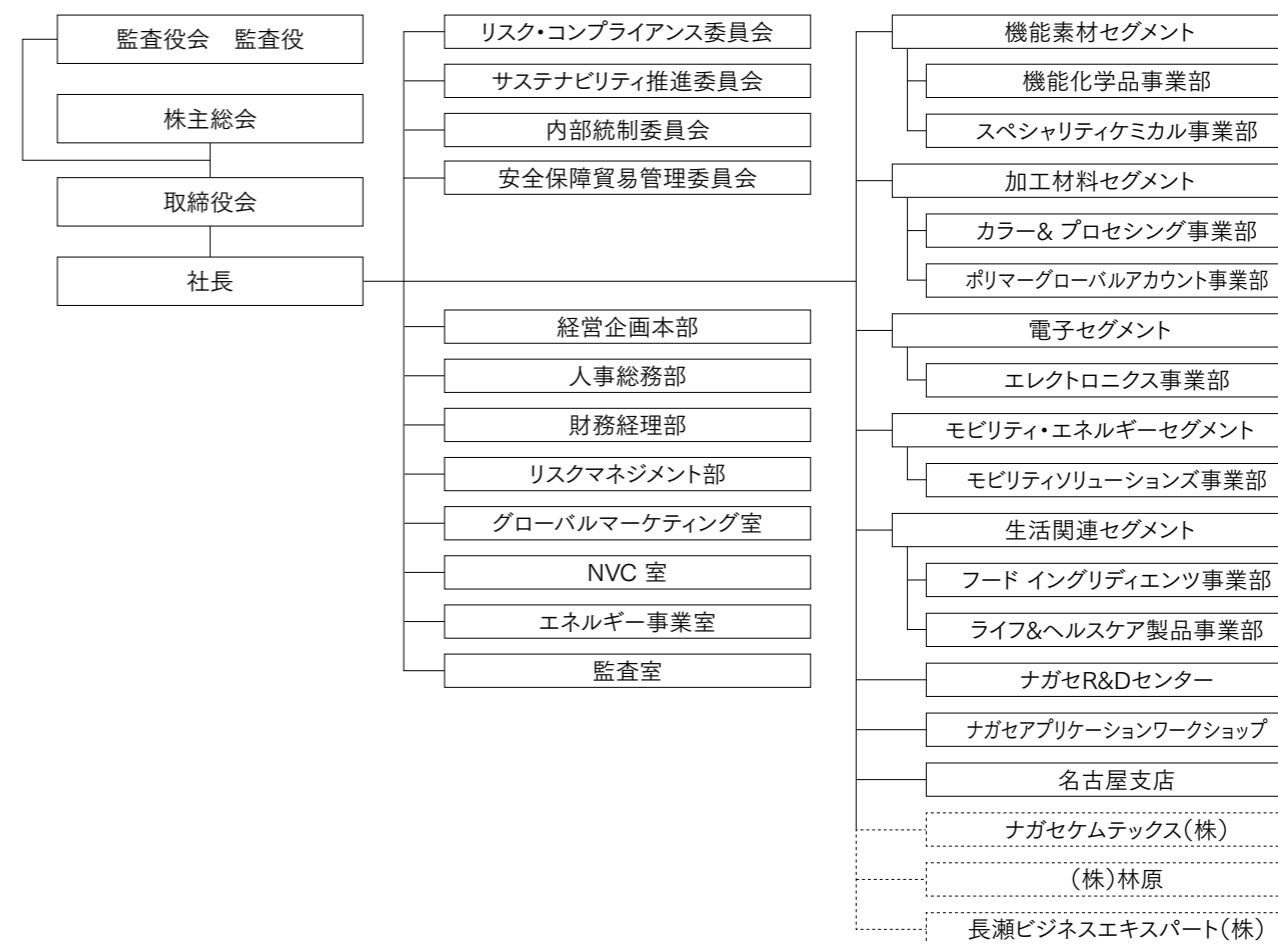 監査役会　監査役
株主総会
取締役会
社長
リスク・コンプライアンス委員会
サステナビリティ推進委員会
内部統制委員会
安全保障貿易管理委員会
経営企画本部
人事総務部
財務経理部
リスクマネジメント部
グローバルマーケティング室
NVC 室
エネルギー事業室
監査室
機能素材セグメント
機能化学品事業部
スペシャリティケミカル事業部
加工材料セグメント
カラー& プロセシング事業部
ポリマーグローバルアカウント事業部
電子セグメント
エレクトロニクス事業部
モビリティ・エネルギーセグメント
モビリティソリューションズ事業部
生活関連セグメント
フード イングリディエンツ事業部
ライフ&ヘルスケア製品事業部
ナガセR&Dセンター
ナガセアプリケーションワークショップ
名古屋支店
ナガセケムテックス(株)
(株)林原
長瀬ビジネスエキスパート(株)